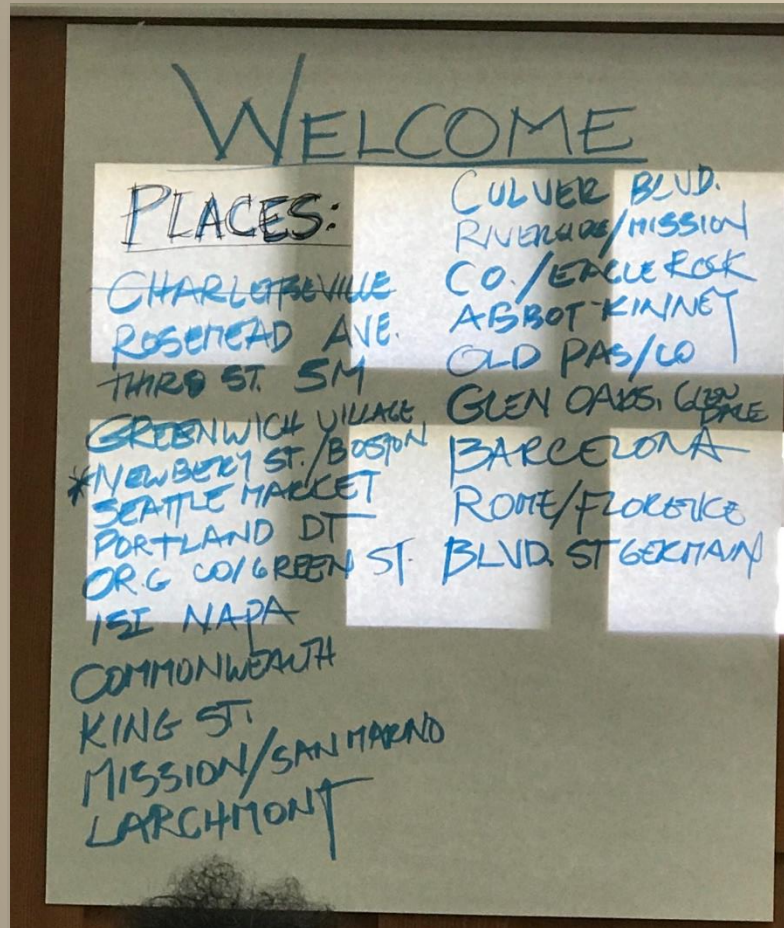 WELCOME
PLACES:
CHARLOTTEVILLE
ROSEMEAD AVE.
THIRD ST. SM
GREENWICH VILLAGE
*NEWBERY ST./BOSTON
SEATTLE MARKET
PORTLAND DT
OR.G CO/GREEN ST.
1ST NAPA
COMMONWEALTH
KING ST.
MISSION/SAN MARNO
LARCHMONT
CULVER BLVD.
RIVERSIDE/MISSION
CO./EAGLE ROCK
ABBOT-KINNEY
OLD PAS/CO
GLEN OAKS, GLENDALE
BARCELONA
ROME/FLORENCE
BLVD. ST GERMAIN